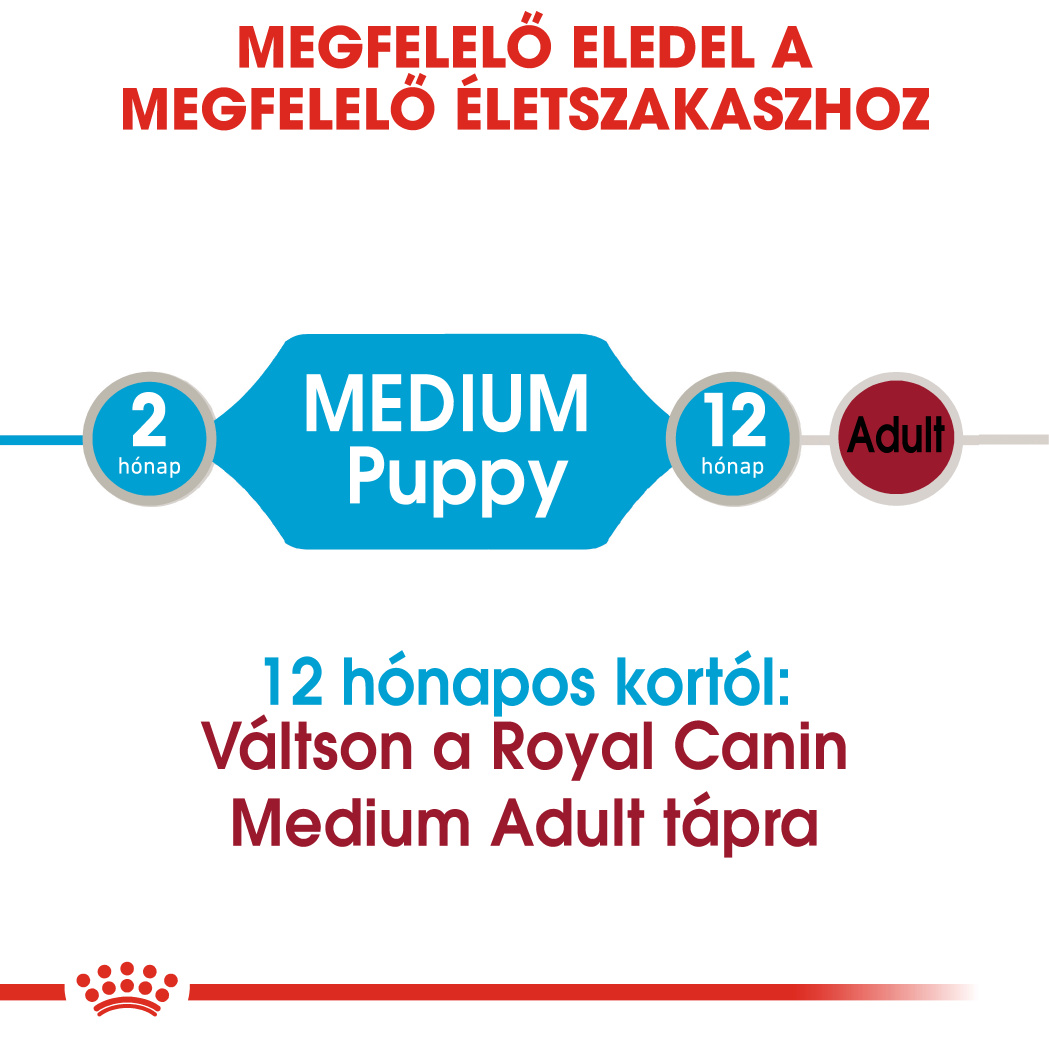 MEGFELELŐ ELEDEL A
MEGFELELŐ ÉLETSZAKASZHOZ
2
hónap
MEDIUM
Puppy
12
hónap
Adult
12 hónapos kortól:
Váltson a Royal Canin
Medium Adult tápra